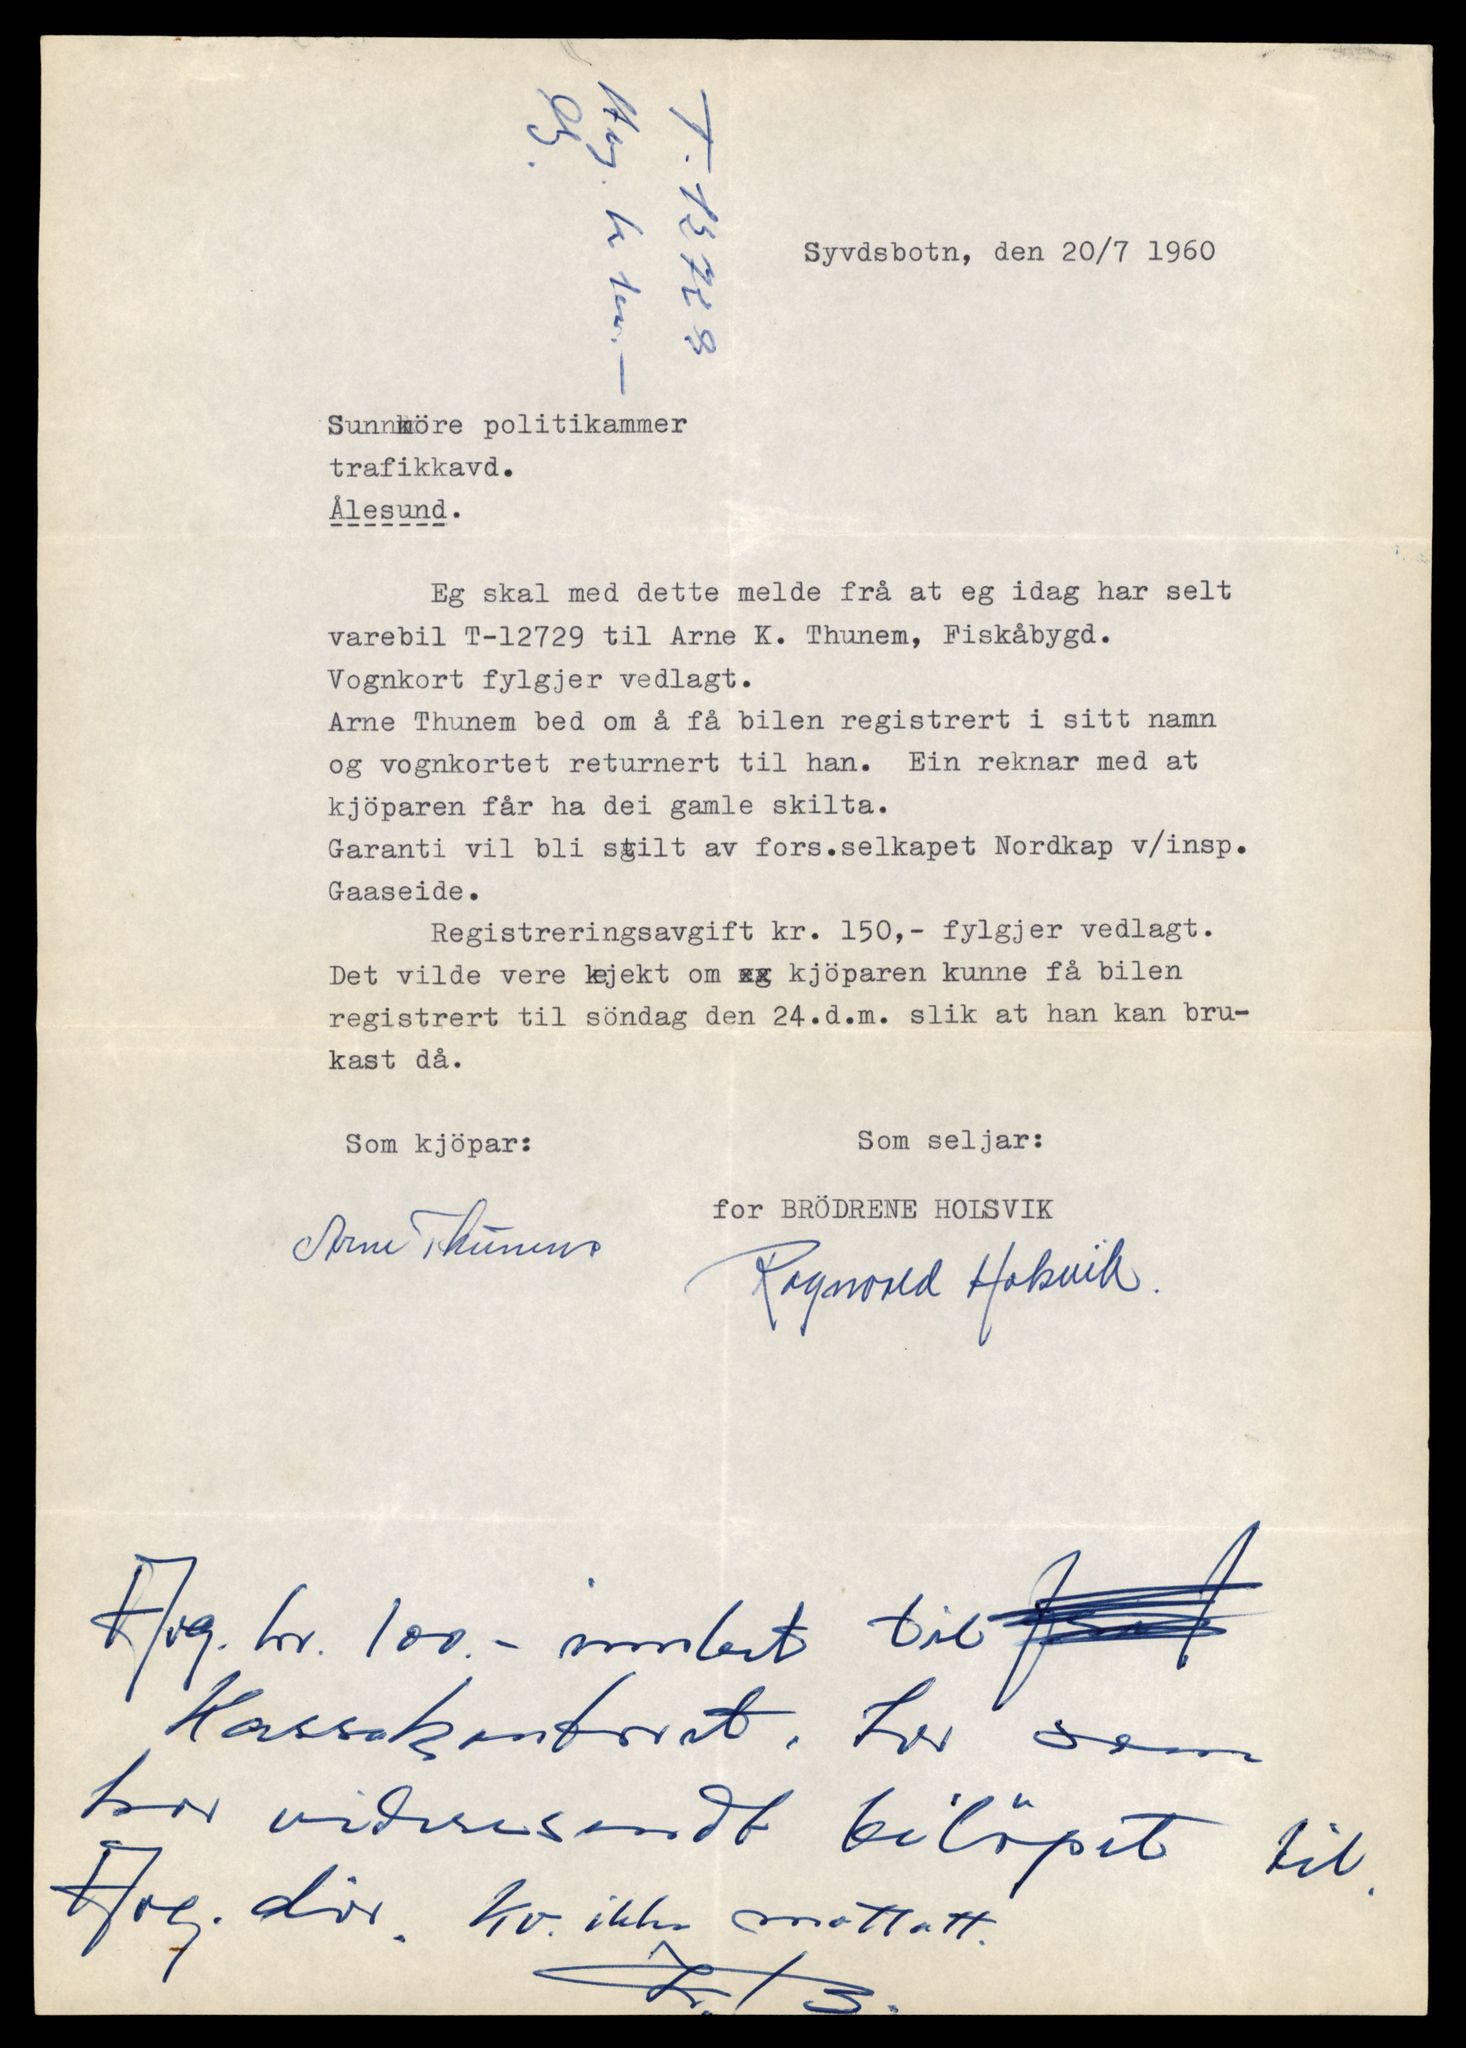 T. 13728
Syvdsbotn, den 20/7 1960
Sunnmöre politikammer
trafikkavd.
Ålesund.
Eg skal med dette melde frå at eg idag har selt
varebil T-12729 til Arne K. Thunem, Fiskåbygd.
Vognkort fylgjer vedlagt.
Arne Thunem bed om å få bilen registrert i sitt namn
og vognkortet returnert til han. Ein reknar med at
kjöparen får ha dei gamle skilta.
Garanti vil bli stilt av fors.selkapet Nordkap v/insp.
Gaaseide.
Registreringsavgift kr. 150,- fylgjer vedlagt.
Det vilde vere kjekt om kjöparen kunne få bilen
registrert til söndag den 24.d.m. slik at han kan bru-
kast då.
Som kjöpar:
Som seljar:
for BRÖDRENE HOLSVIK
Arne Thunem
Ragnvald Holsvik.
kr. 100.- innbet til
Kassakontoret. som
har videresendt belöpet til
dir. Kv. ikke mottatt.